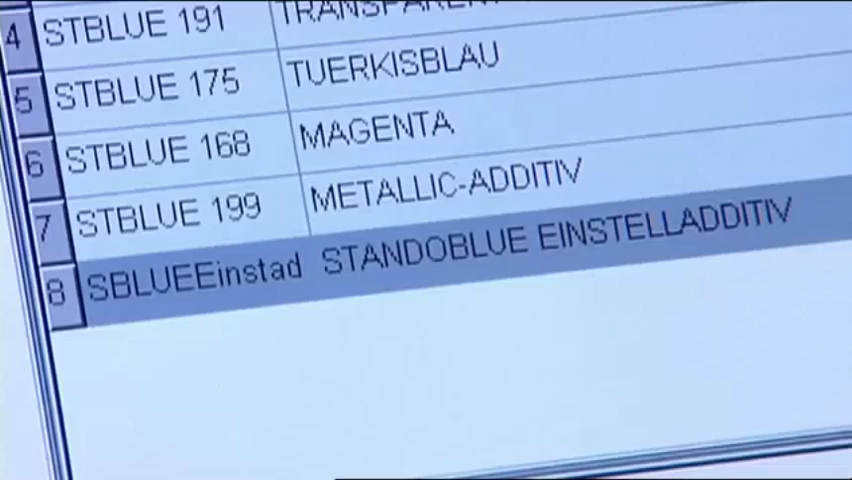 4 STBLUE 191 TRANSPAREN
5 STBLUE 175 TUERKISBLAU
6 STBLUE 168 MAGENTA
7 STBLUE 199 METALLIC-ADDITIV
8 SBLUEEinstad STANDOBLUE EINSTELLADDITIV